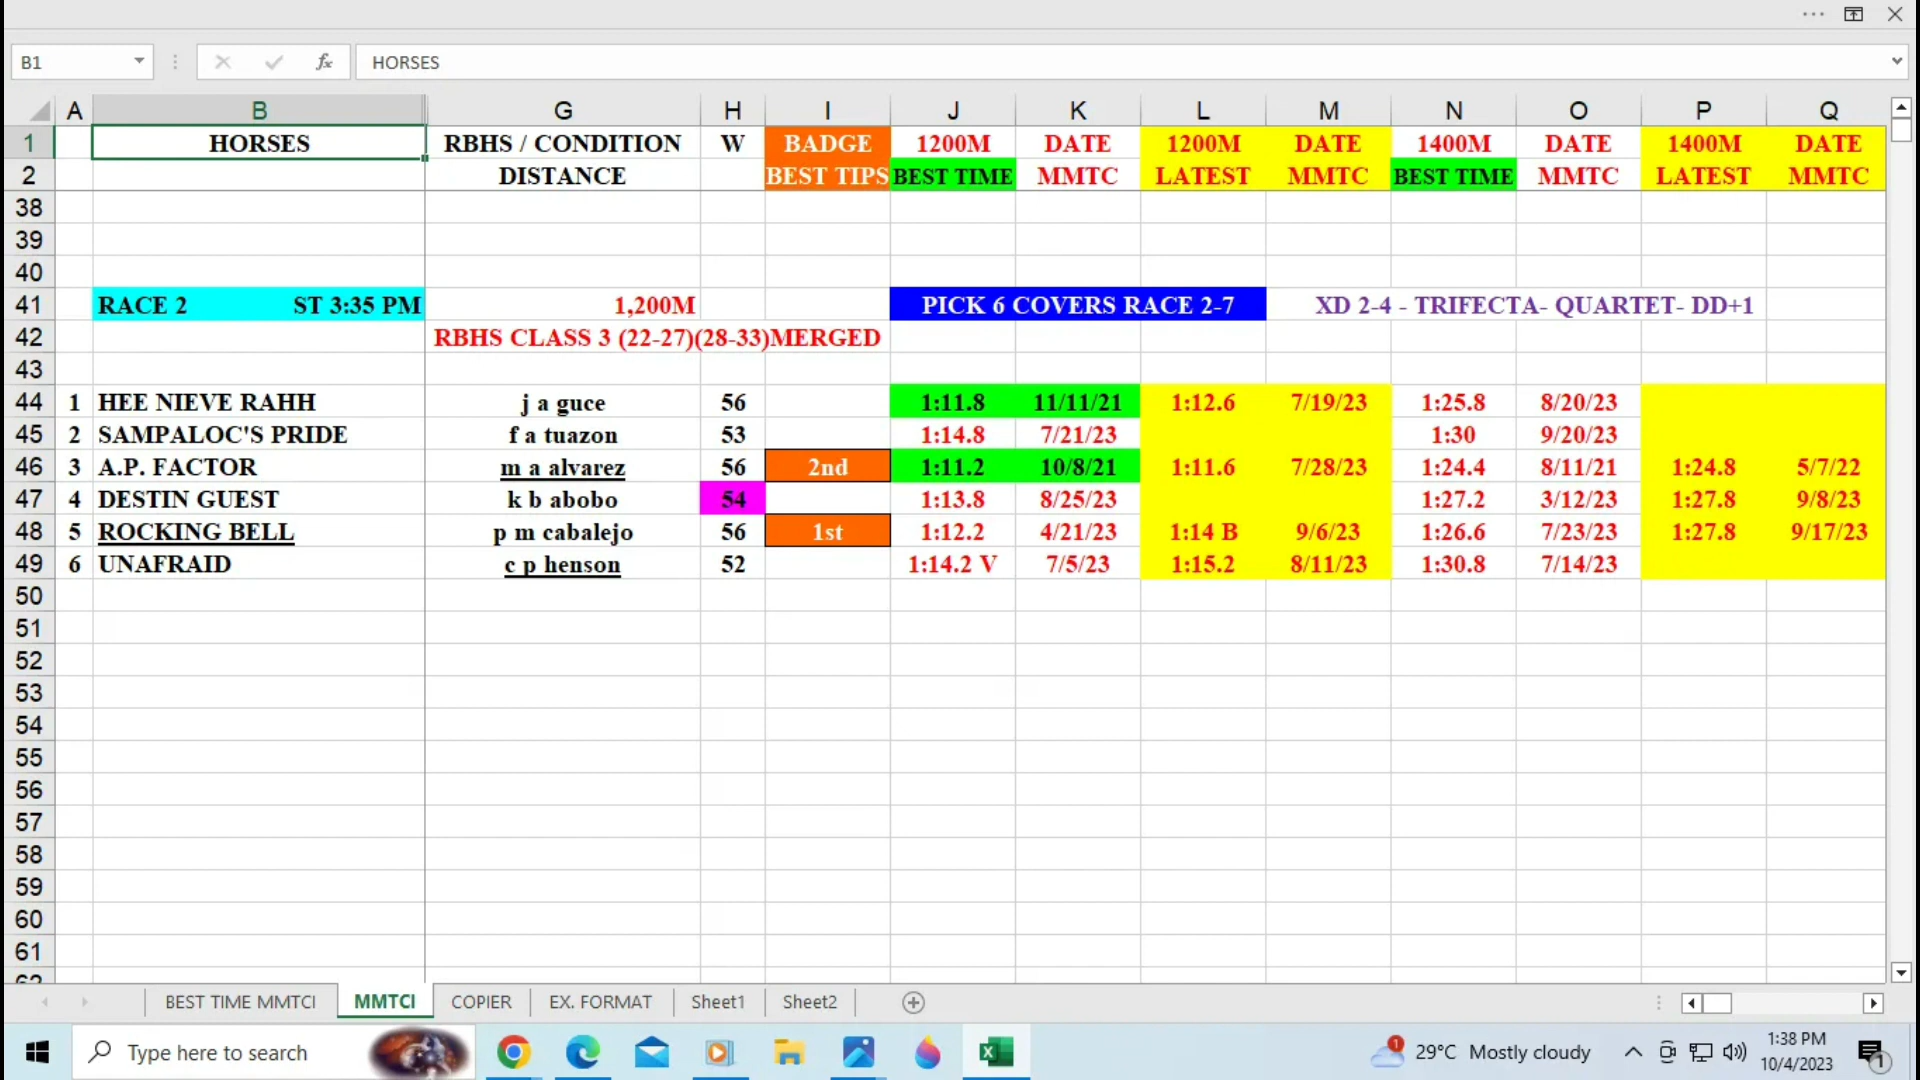 B1 fx HORSES
A B G H I J K L M N O P Q
1 HORSES RBHS / CONDITION W BADGE 1200M DATE 1200M DATE 1400M DATE 1400M DATE
2 DISTANCE BEST TIPS BEST TIME MMTC LATEST MMTC BEST TIME MMTC LATEST MMTC
38
39
40
41 RACE 2 ST 3:35 PM 1,200M PICK 6 COVERS RACE 2-7 XD 2-4 - TRIFECTA- QUARTET- DD+1
42 RBHS CLASS 3 (22-27)(28-33)MERGED
43
44 1 HEE NIEVE RAHH j a guce 56 1:11.8 11/11/21 1:12.6 7/19/23 1:25.8 8/20/23
45 2 SAMPALOC'S PRIDE f a tuazon 53 1:14.8 7/21/23 1:30 9/20/23
46 3 A.P. FACTOR m a alvarez 56 2nd 1:11.2 10/8/21 1:11.6 7/28/23 1:24.4 8/11/21 1:24.8 5/7/22
47 4 DESTIN GUEST k b abobo 54 1:13.8 8/25/23 1:27.2 3/12/23 1:27.8 9/8/23
48 5 ROCKING BELL p m cabalejo 56 1st 1:12.2 4/21/23 1:14 B 9/6/23 1:26.6 7/23/23 1:27.8 9/17/23
49 6 UNAFRAID c p henson 52 1:14.2 V 7/5/23 1:15.2 8/11/23 1:30.8 7/14/23
50
51
52
53
54
55
56
57
58
59
60
61
62
BEST TIME MMTCI MMTCI COPIER EX. FORMAT Sheet1 Sheet2
Type here to search 1 29°C Mostly cloudy 1:38 PM
10/4/2023 1